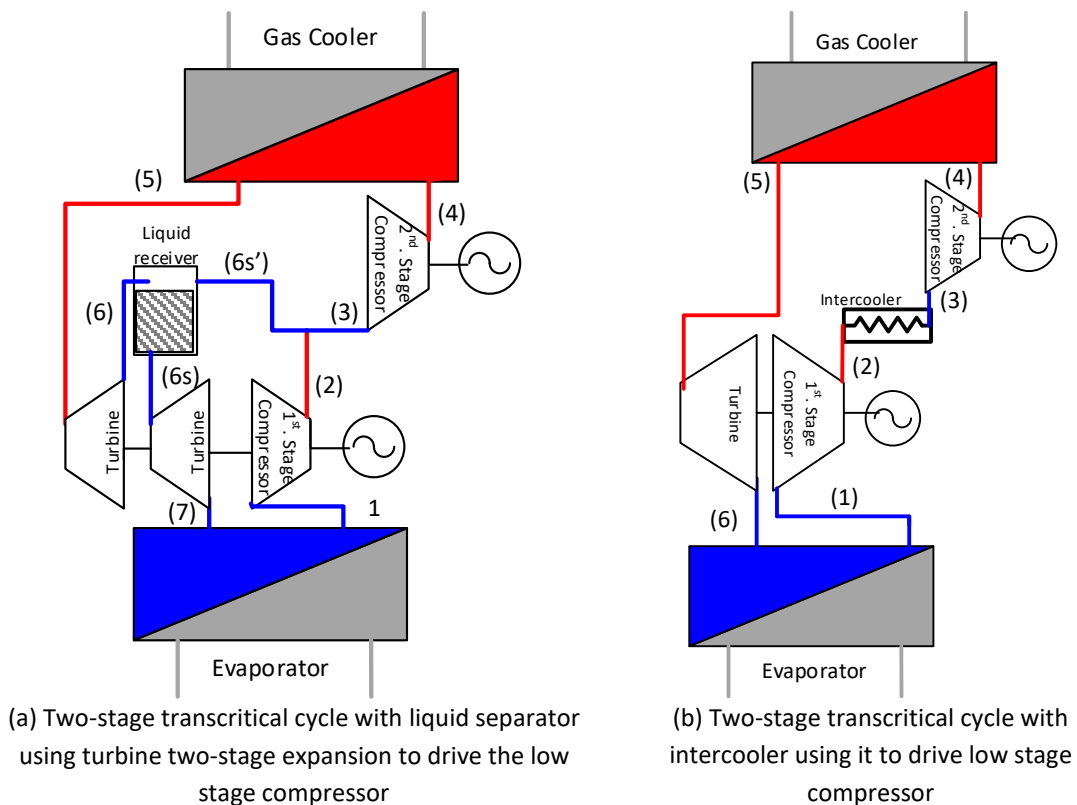 Gas Cooler
(5)
(4)
2nd. Stage
Compressor
Liquid
receiver
(6s')
(6)
(3)
(6s)
(2)
Turbine
Turbine
1st. Stage
Compressor
(7)
1
Evaporator
(a) Two-stage transcritical cycle with liquid separator
using turbine two-stage expansion to drive the low
stage compressor
Gas Cooler
(5)
(4)
2nd. Stage
Compressor
Intercooler
(3)
(2)
Turbine
1st. Stage
Compressor
(6)
(1)
Evaporator
(b) Two-stage transcritical cycle with
intercooler using it to drive low stage
compressor